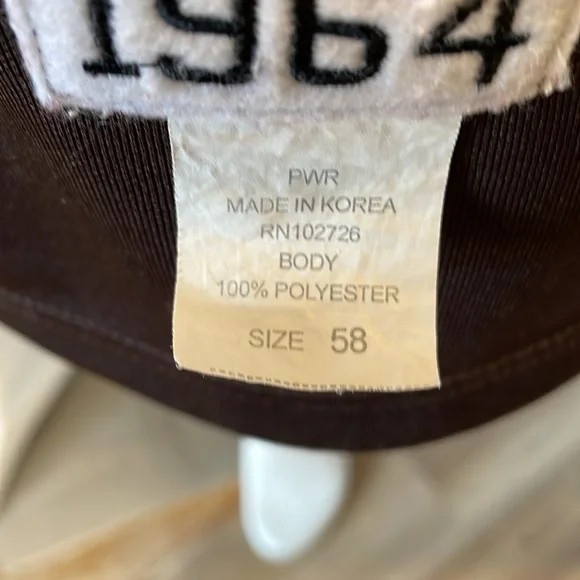 1964
PWR
MADE IN KOREA
RN102726
BODY
100% POLYESTER
SIZE 58